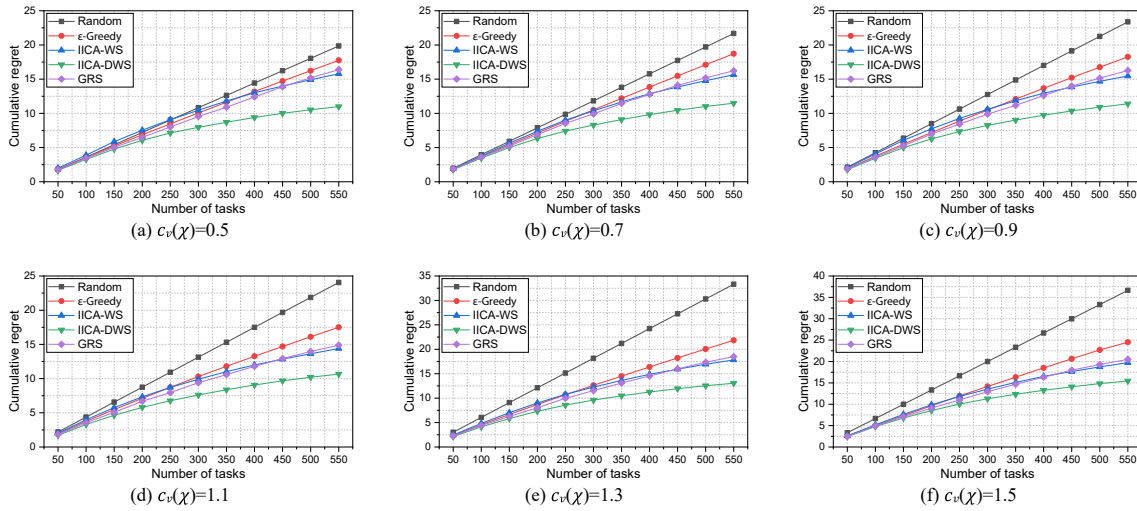 25
20
15
10
5
0
Cumulative regret
Random
ε-Greedy
IICA-WS
IICA-DWS
GRS
50 100 150 200 250 300 350 400 450 500 550
Number of tasks
(a) cᵥ(χ)=0.5
25
20
15
10
5
0
Cumulative regret
Random
ε-Greedy
IICA-WS
IICA-DWS
GRS
50 100 150 200 250 300 350 400 450 500 550
Number of tasks
(b) cᵥ(χ)=0.7
25
20
15
10
5
0
Cumulative regret
Random
ε-Greedy
IICA-WS
IICA-DWS
GRS
50 100 150 200 250 300 350 400 450 500 550
Number of tasks
(c) cᵥ(χ)=0.9
25
20
15
10
5
0
Cumulative regret
Random
ε-Greedy
IICA-WS
IICA-DWS
GRS
50 100 150 200 250 300 350 400 450 500 550
Number of tasks
(d) cᵥ(χ)=1.1
35
30
25
20
15
10
5
0
Cumulative regret
Random
ε-Greedy
IICA-WS
IICA-DWS
GRS
50 100 150 200 250 300 350 400 450 500 550
Number of tasks
(e) cᵥ(χ)=1.3
40
35
30
25
20
15
10
5
0
Cumulative regret
Random
ε-Greedy
IICA-WS
IICA-DWS
GRS
50 100 150 200 250 300 350 400 450 500 550
Number of tasks
(f) cᵥ(χ)=1.5